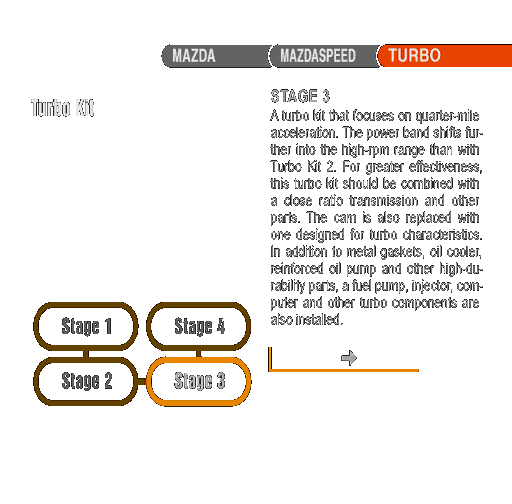 MAZDA MAZDASPEED TURBO
Turbo Kit
STAGE 3
A turbo kit that focuses on quarter-mile
acceleration. The power band shifts fur-
ther into the high-rpm range than with
Turbo Kit 2. For greater effectiveness,
this turbo kit should be combined with
a close ratio transmission and other
parts. The cam is also replaced with
one designed for turbo characteristics.
In addition to metal gaskets, oil cooler,
reinforced oil pump and other high-du-
rability parts, a fuel pump, injector, com-
puter and other turbo components are
also installed.
Stage 1 Stage 4
Stage 2 Stage 3